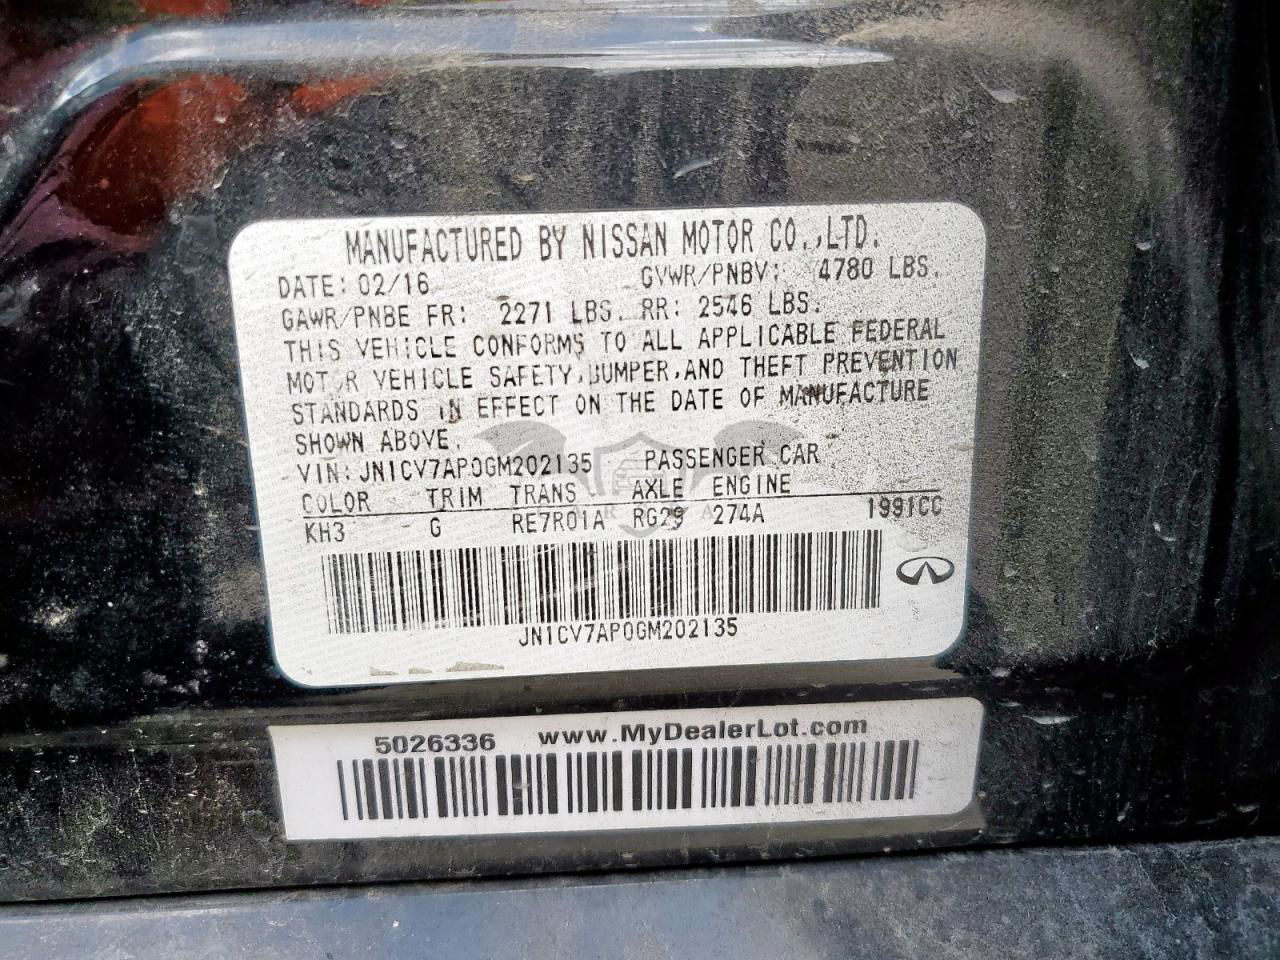 MANUFACTURED BY NISSAN MOTOR CO.,LTD.
DATE: 02/16 GVWR/PNBV: 4780 LBS.
GAWR/PNBE FR: 2271 LBS. RR: 2546 LBS.
THIS VEHICLE CONFORMS TO ALL APPLICABLE FEDERAL
MOTOR VEHICLE SAFETY,BUMPER,AND THEFT PREVENTION
STANDARDS IN EFFECT ON THE DATE OF MANUFACTURE
SHOWN ABOVE.
VIN:JN1CV7AP0GM202135 PASSENGER CAR
COLOR TRIM TRANS AXLE ENGINE
KH3 G RE7R01A RG29 274A 1991CC
JN1CV7AP0GM202135
5026336 www.MyDealerLot.com